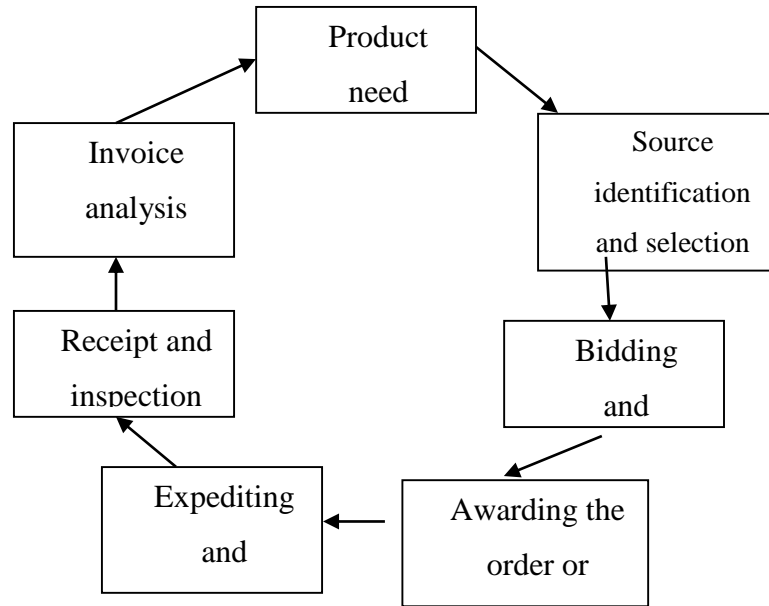 Product
need
Source
identification
and selection
Bidding
and
Awarding the
order or
Expediting
and
Receipt and
inspection
Invoice
analysis